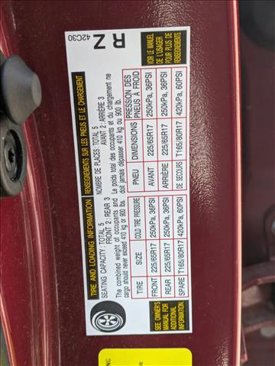 TIRE AND LOADING INFORMATION
RENSEIGNEMENTS SUR LES PNEUS ET LE CHARGEMENT
SEATING CAPACITY: TOTAL 5
FRONT 2 : REAR 3
NOMBRE DE PLACES: TOTAL 5
AVANT 2 ARRIÈRE 3
The combined weight of occupants and cargo should never exceed 410 kg or 900 lbs.
Le poids total des occupants et du chargement ne doit jamais dépasser 410 kg ou 900 lb.
TIRE SIZE COLD TIRE PRESSURE
PNEU DIMENSIONS PRESSION DES PNEUS À FROID
FRONT 225/65R17 250kPa, 36PSI
AVANT 225/65R17 250kPa, 36PSI
REAR 225/65R17 250kPa, 36PSI
ARRIÈRE 225/65R17 250kPa, 36PSI
SPARE T165/80R17 420kPa, 60PSI
DE SECOURS T165/80R17 420kPa, 60PSI
SEE OWNER'S
MANUAL FOR
ADDITIONAL
INFORMATION
VOIR LE MANUEL
DE L'USAGER
POUR PLUS DE
RENSEIGNEMENTS
R Z
42C30